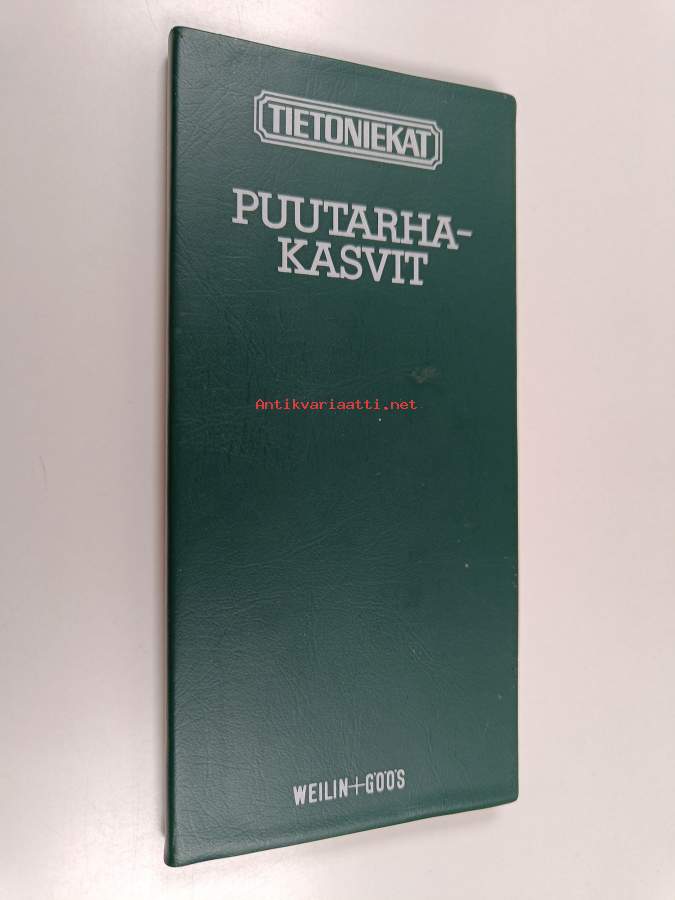 TIETONIEKAT
PUUTARHA-
KASVIT
Antikvariaatti.net
WEILIN+GÖÖS